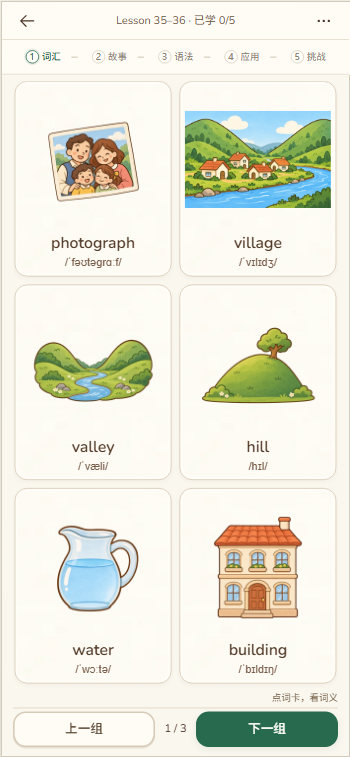 Lesson 35–36 · 已学 0/5
1 词汇 – 2 故事 – 3 语法 – 4 应用 – 5 挑战
photograph village
/ˈfəʊtəgrɑːf/ /ˈvɪlɪdʒ/
valley hill
/ˈvæli/ /hɪl/
water building
/ˈwɔːtə/ /ˈbɪldɪŋ/
点词卡，看词义
上一组 1 / 3 下一组